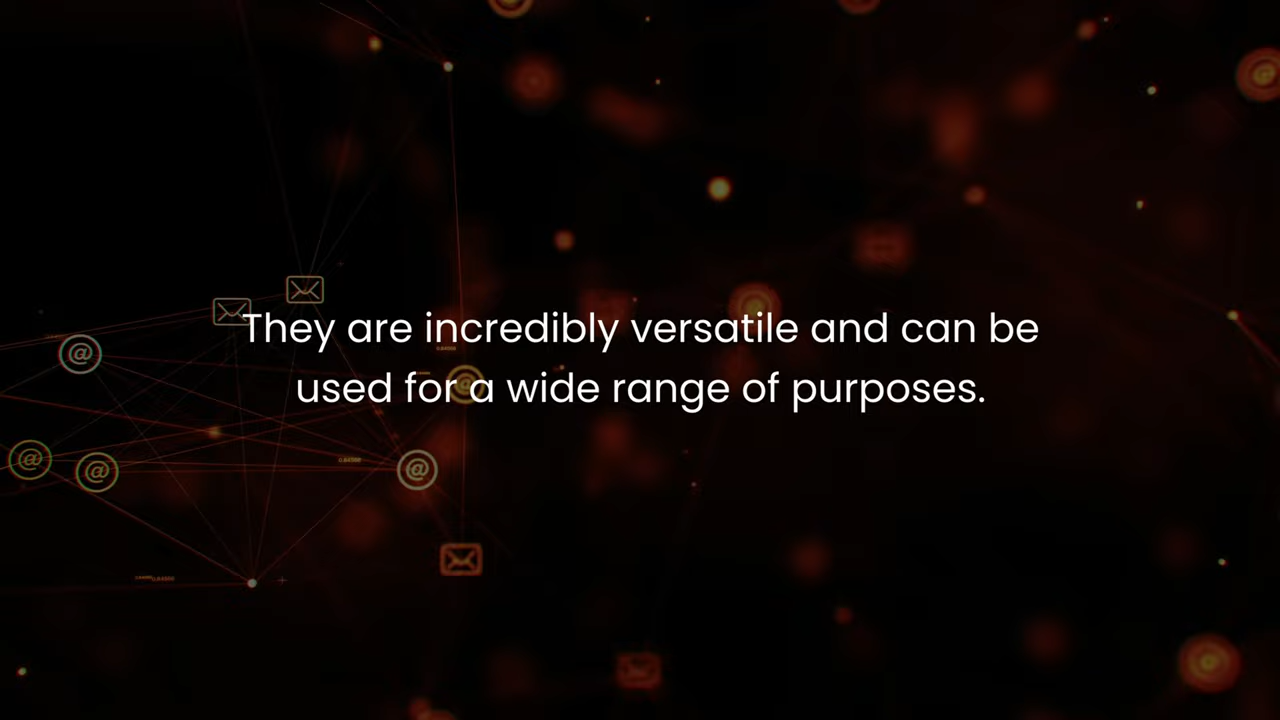 They are incredibly versatile and can be
used for a wide range of purposes.